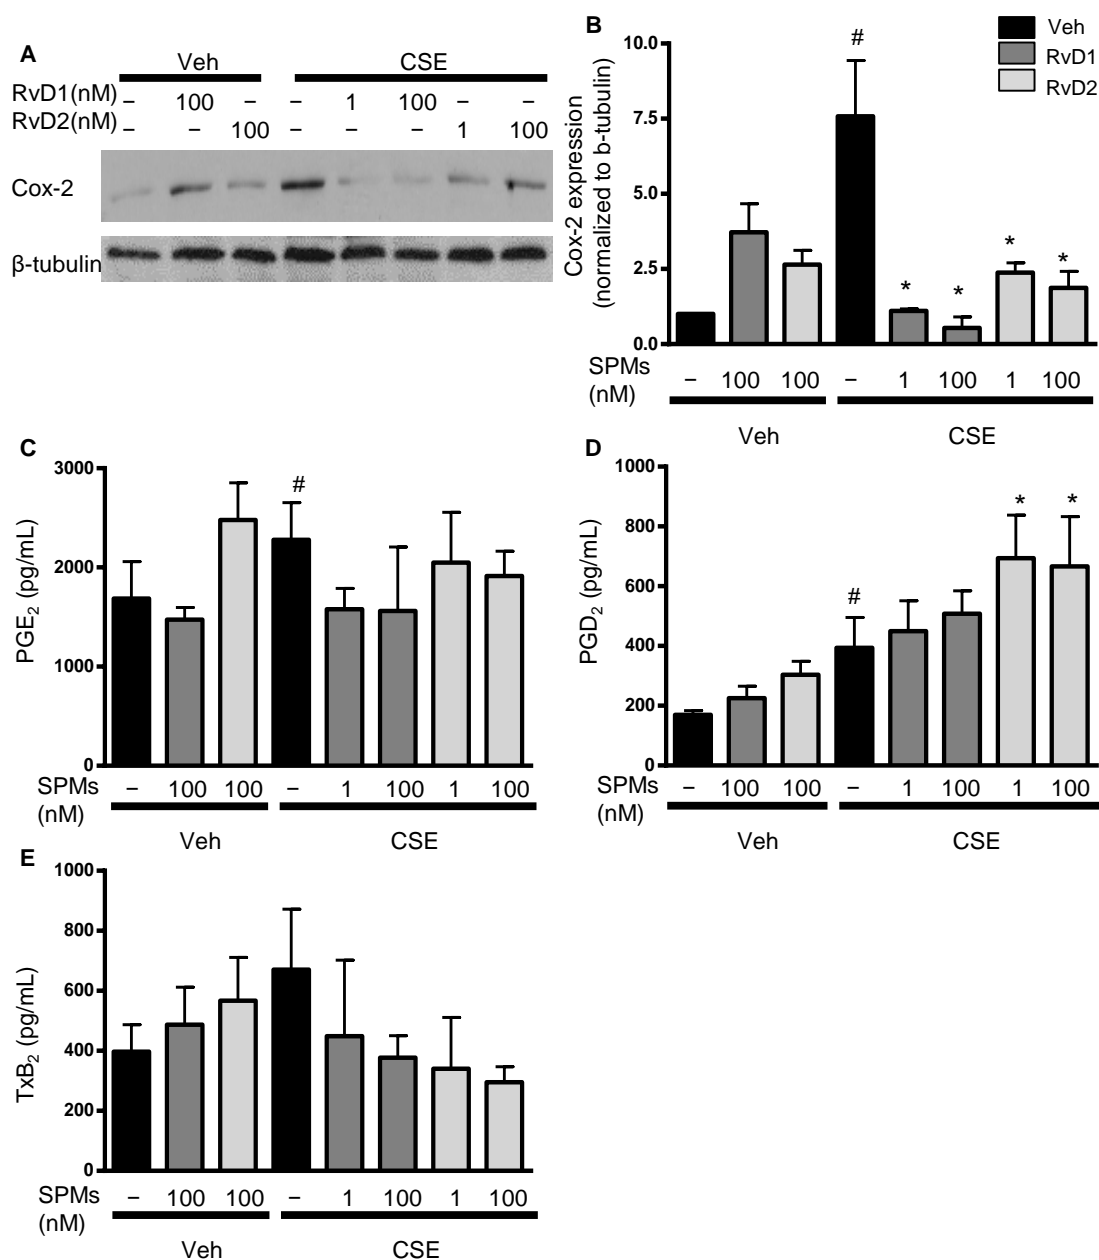 A
Veh
CSE
RvD1(nM) – 100 – – 1 100 – –
RvD2(nM) – – 100 – – – 1 100
Cox-2
β-tubulin
B
Veh
RvD1
RvD2
Cox-2 expression
(normalized to b-tubulin)
10.0
7.5
5.0
2.5
0.0
#
* * * *
SPMs
(nM)
– 100 100 – 1 100 1 100
Veh
CSE
C
PGE2 (pg/mL)
3000
2000
1000
0
#
SPMs
(nM)
– 100 100 – 1 100 1 100
Veh
CSE
D
PGD2 (pg/mL)
1000
800
600
400
200
0
#
* *
SPMs
(nM)
– 100 100 – 1 100 1 100
Veh
CSE
E
TxB2 (pg/mL)
1000
800
600
400
200
0
SPMs
(nM)
– 100 100 – 1 100 1 100
Veh
CSE